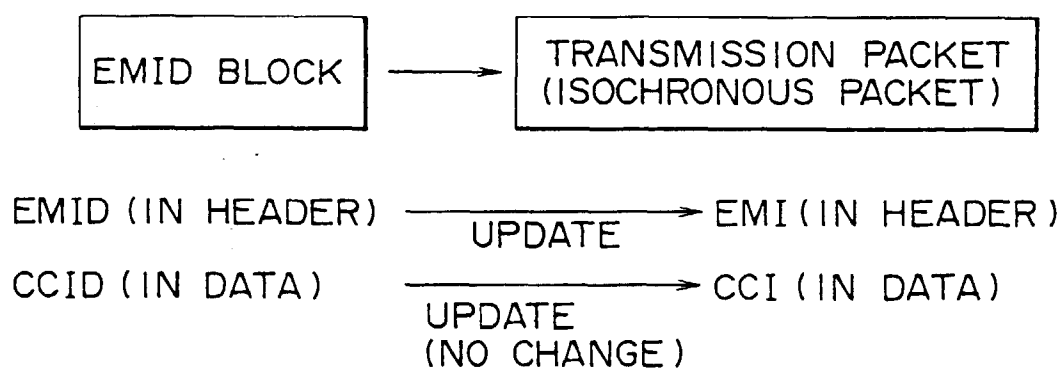 EMID BLOCK
TRANSMISSION PACKET
(ISOCHRONOUS PACKET)
EMID (IN HEADER)
UPDATE
EMI (IN HEADER)
CCID (IN DATA)
UPDATE
(NO CHANGE)
CCI (IN DATA)